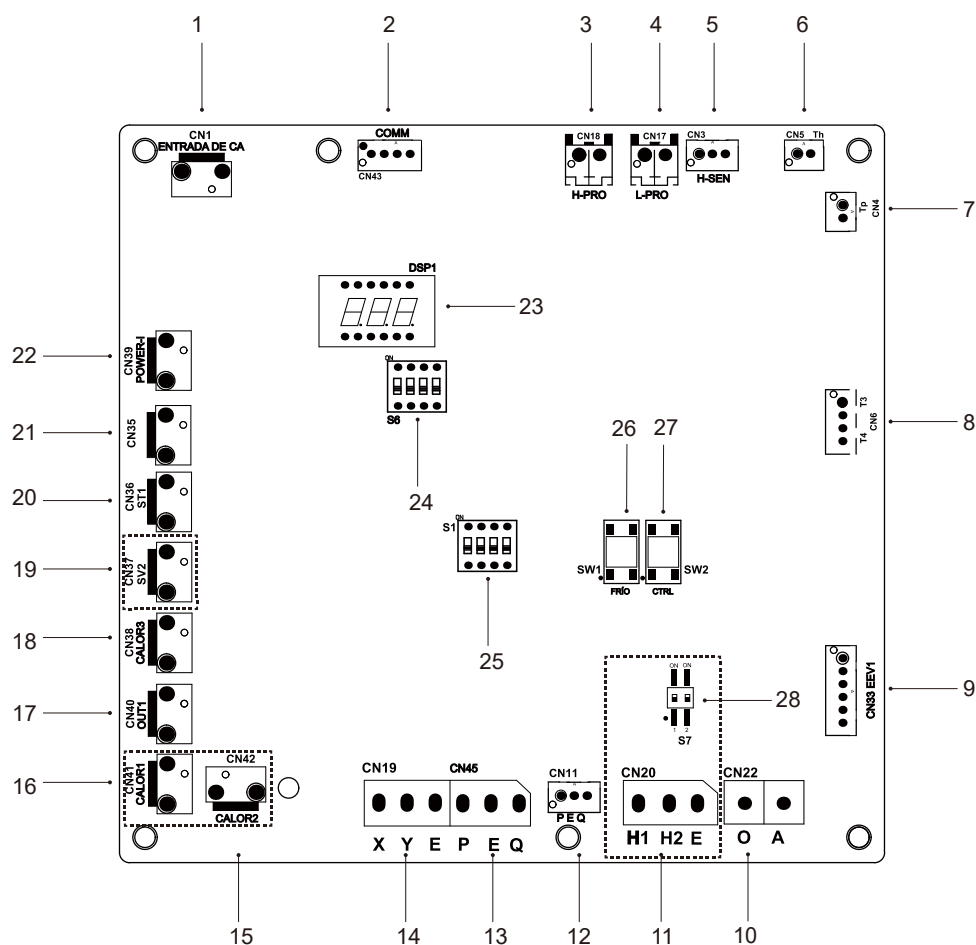 1
2
3
4
5
6
CN1
ENTRADA DE CA
COMM
CN43
CN18
H-PRO
CN17
L-PRO
CN3
H-SEN
CN5 Th
Tp
CN4
7
DSP1
23
ON
S6
24
22
CN39
POWER-I
21
CN35
20
CN36
ST1
19
CN37
SV2
18
CN38
CALOR3
17
CN40
OUT1
16
CN41
CALOR1
CN42
CALOR2
15
T3
CN6
T4
8
26
27
ON
S1
25
SW1
FRÍO
SW2
CTRL
CN33 EEV1
9
ON ON
1 2
S7
28
CN19
X Y E
14
CN45
P E Q
13
CN11
P E Q
12
CN20
H1 H2 E
11
CN22
O A
10